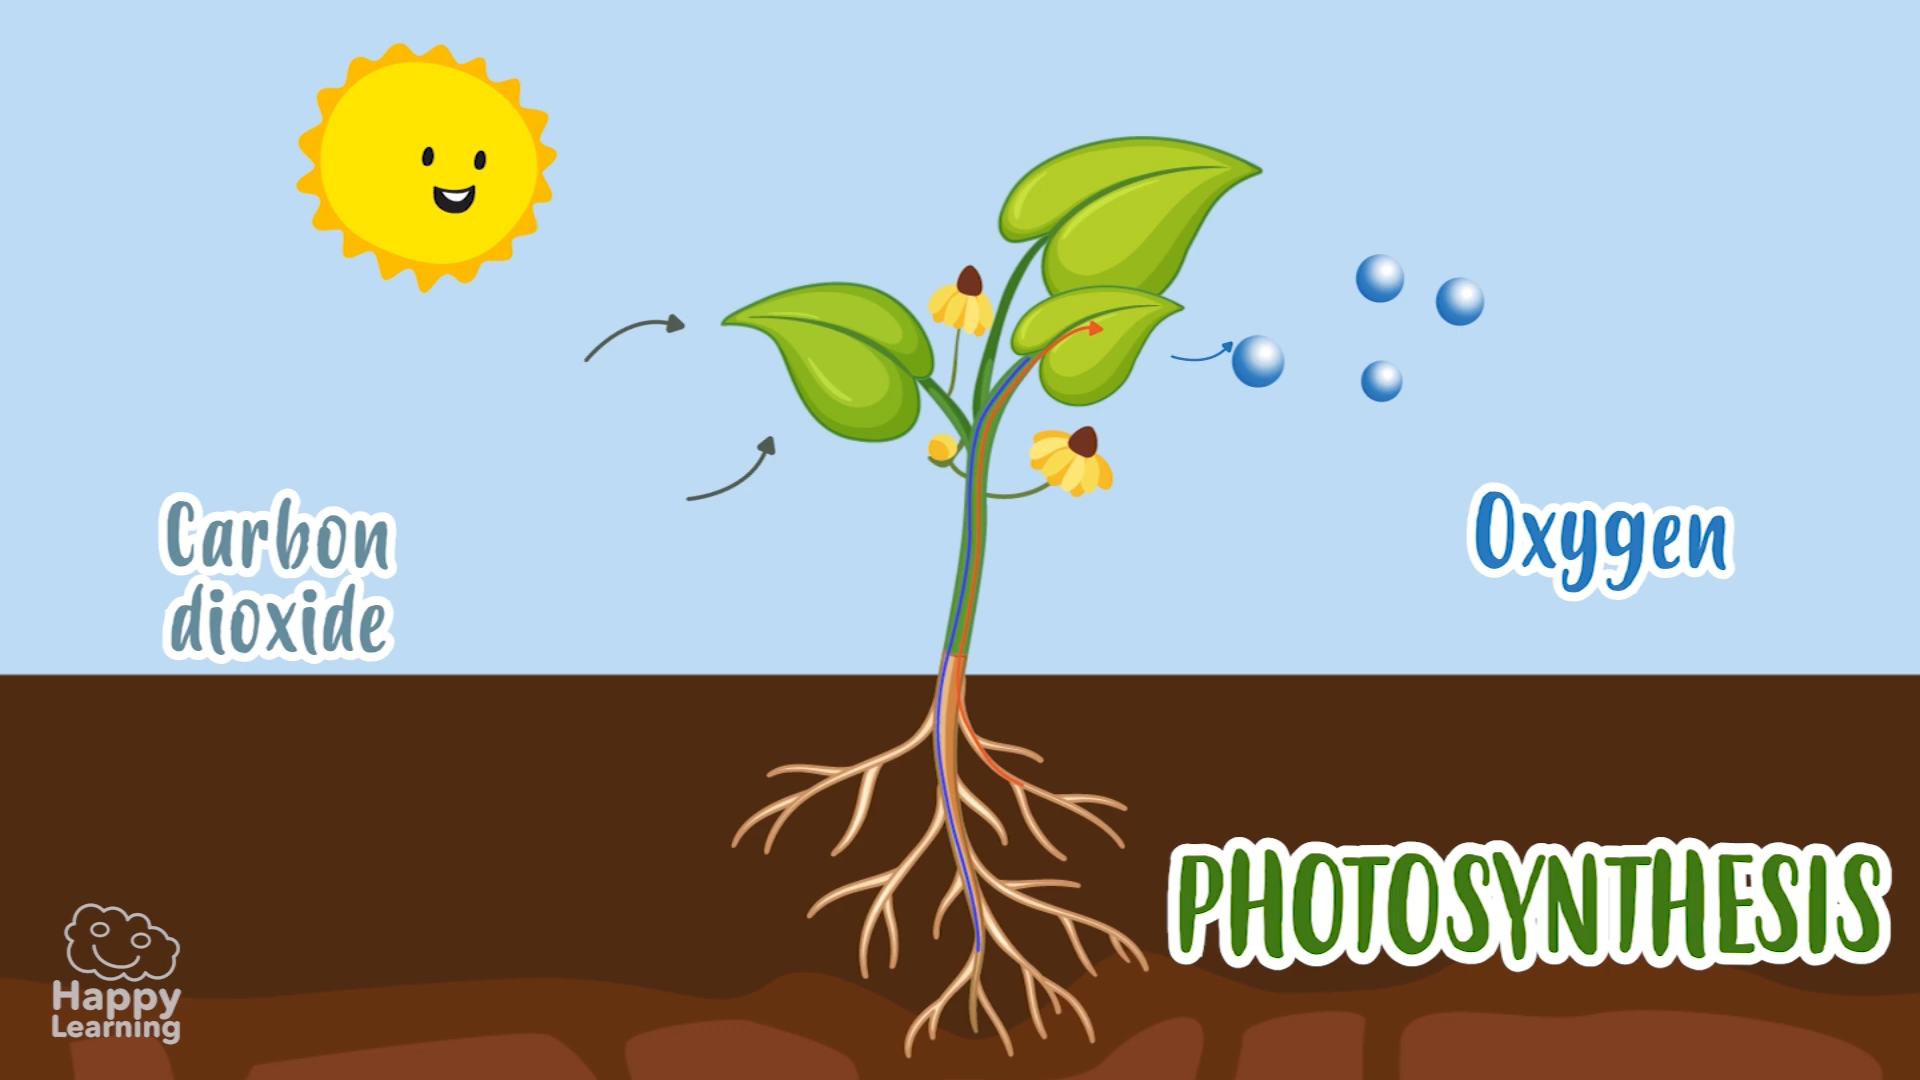 Carbon
dioxide
Oxygen
PHOTOSYNTHESIS
Happy
Learning